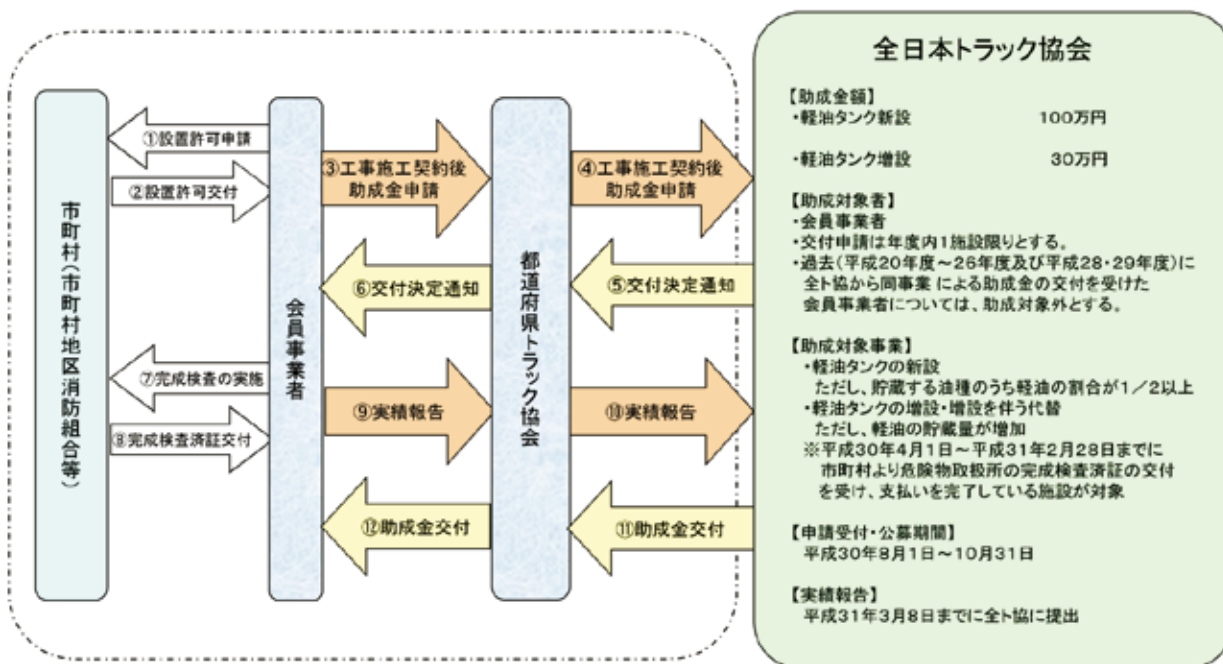 市町村(市町村地区消防組合等)
①設置許可申請
②設置許可交付
⑦完成検査の実施
⑧完成検査済証交付
会員事業者
③工事施工契約後
助成金申請
⑥交付決定通知
⑨実績報告
⑫助成金交付
都道府県トラック協会
④工事施工契約後
助成金申請
⑤交付決定通知
⑩実績報告
⑪助成金交付
全日本トラック協会
【助成金額】
・軽油タンク新設 100万円
・軽油タンク増設 30万円
【助成対象者】
・会員事業者
・交付申請は年度内1施設限りとする。
・過去(平成20年度~26年度及び平成28・29年度)に
全ト協から同事業による助成金の交付を受けた
会員事業者については、助成対象外とする。
【助成対象事業】
・軽油タンクの新設
ただし、貯蔵する油種のうち軽油の割合が1/2以上
・軽油タンクの増設・増設を伴う代替
ただし、軽油の貯蔵量が増加
※平成30年4月1日~平成31年2月28日までに
市町村より危険物取扱所の完成検査済証の交付
を受け、支払いを完了している施設が対象
【申請受付・公募期間】
平成30年8月1日~10月31日
【実績報告】
平成31年3月8日までに全ト協に提出